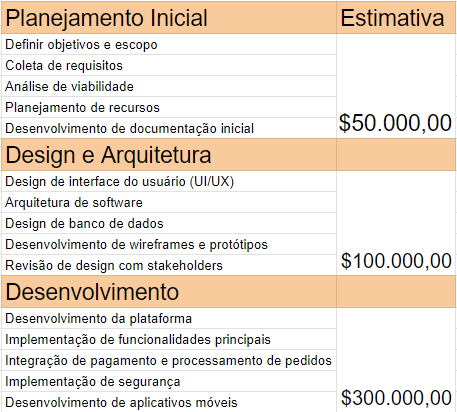 Planejamento Inicial Estimativa
Definir objetivos e escopo
Coleta de requisitos
Análise de viabilidade
Planejamento de recursos
Desenvolvimento de documentação inicial $50.000,00
Design e Arquitetura
Design de interface do usuário (UI/UX)
Arquitetura de software
Design de banco de dados
Desenvolvimento de wireframes e protótipos
Revisão de design com stakeholders $100.000,00
Desenvolvimento
Desenvolvimento da plataforma
Implementação de funcionalidades principais
Integração de pagamento e processamento de pedidos
Implementação de segurança
Desenvolvimento de aplicativos móveis $300.000,00